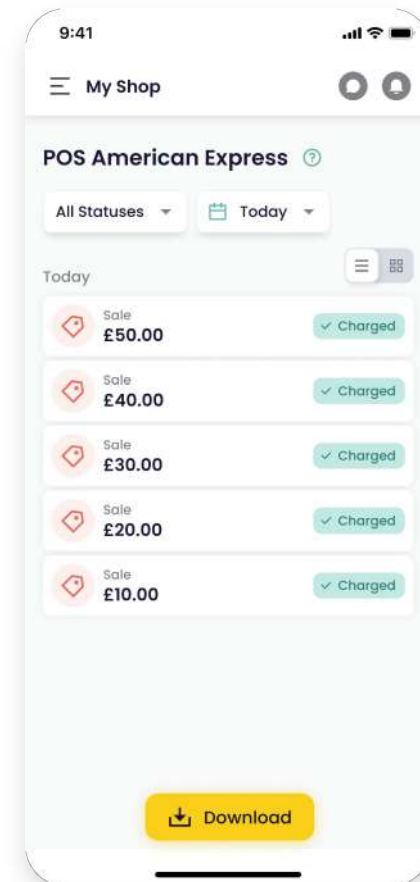 9:41
My Shop
POS American Express ?
All Statuses Today
Today
Sale
£50.00 Charged
Sale
£40.00 Charged
Sale
£30.00 Charged
Sale
£20.00 Charged
Sale
£10.00 Charged
Download